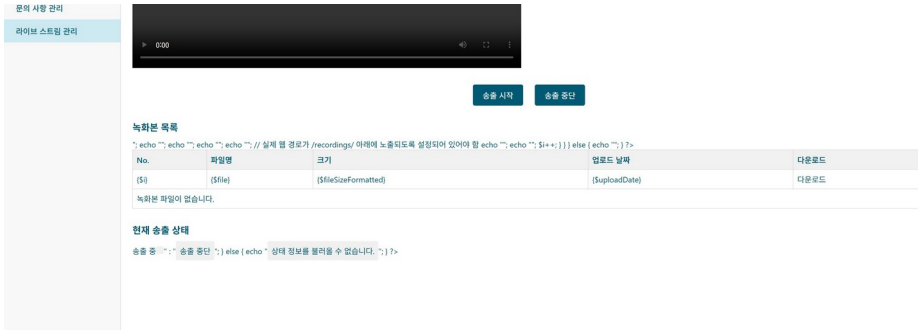 문의 사항 관리
라이브 스트림 관리
0:00
송출 시작 송출 중단
녹화본 목록
"; echo ""; echo ""; echo ""; echo ""; // 실제 웹 경로가 /recordings/ 아래에 노출되도록 설정되어 있어야 함 echo ""; echo ""; $i++; } } } else { echo ""; } ?>
No. 파일명 크기 업로드 날짜 다운로드
{$i} {$file} {$fileSizeFormatted} {$uploadDate} 다운로드
녹화본 파일이 없습니다.
현재 송출 상태
송출 중 " : " 송출 중단 "; } else { echo " 상태 정보를 불러올 수 없습니다. "; } ?>